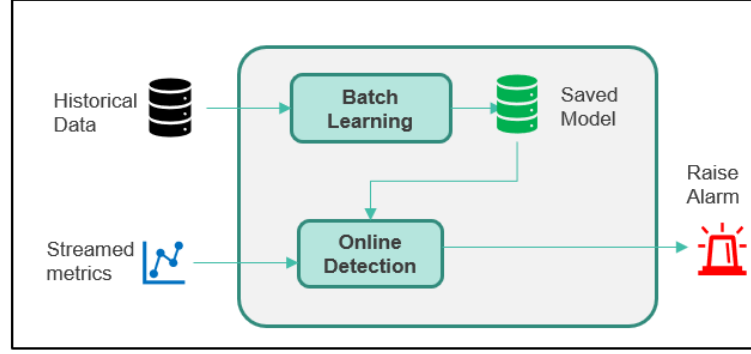 Historical
Data
Batch
Learning
Saved
Model
Raise
Alarm
Streamed
metrics
Online
Detection